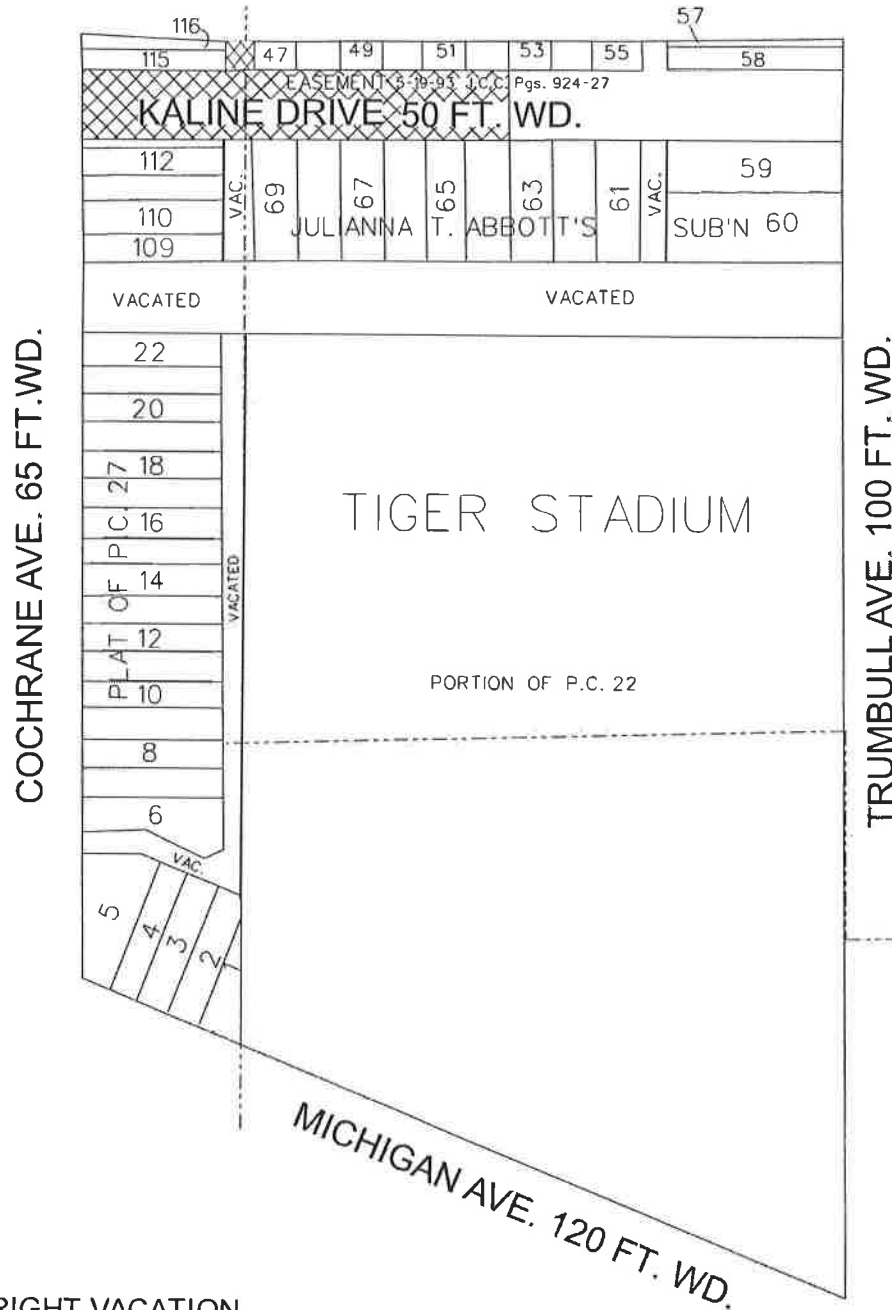 116
57
115
47
49
51
53
55
58
EASEMENT 5-19-93 J.C.C. Pgs. 924-27
KALINE DRIVE 50 FT. WD.
112
VAC.
69
67
65
63
61
VAC.
59
110
JULIANNA T. ABBOTT'S SUB'N 60
109
VACATED
VACATED
COCHRANE AVE. 65 FT.WD.
22
20
18
16
14
12
10
8
6
PLAT OF P.C. 27
VACATED
TIGER STADIUM
PORTION OF P.C. 22
TRUMBULL AVE. 100 FT. WD.
VAC.
5
4
3
2
1
MICHIGAN AVE. 120 FT. WD.
RIGHT VACATION